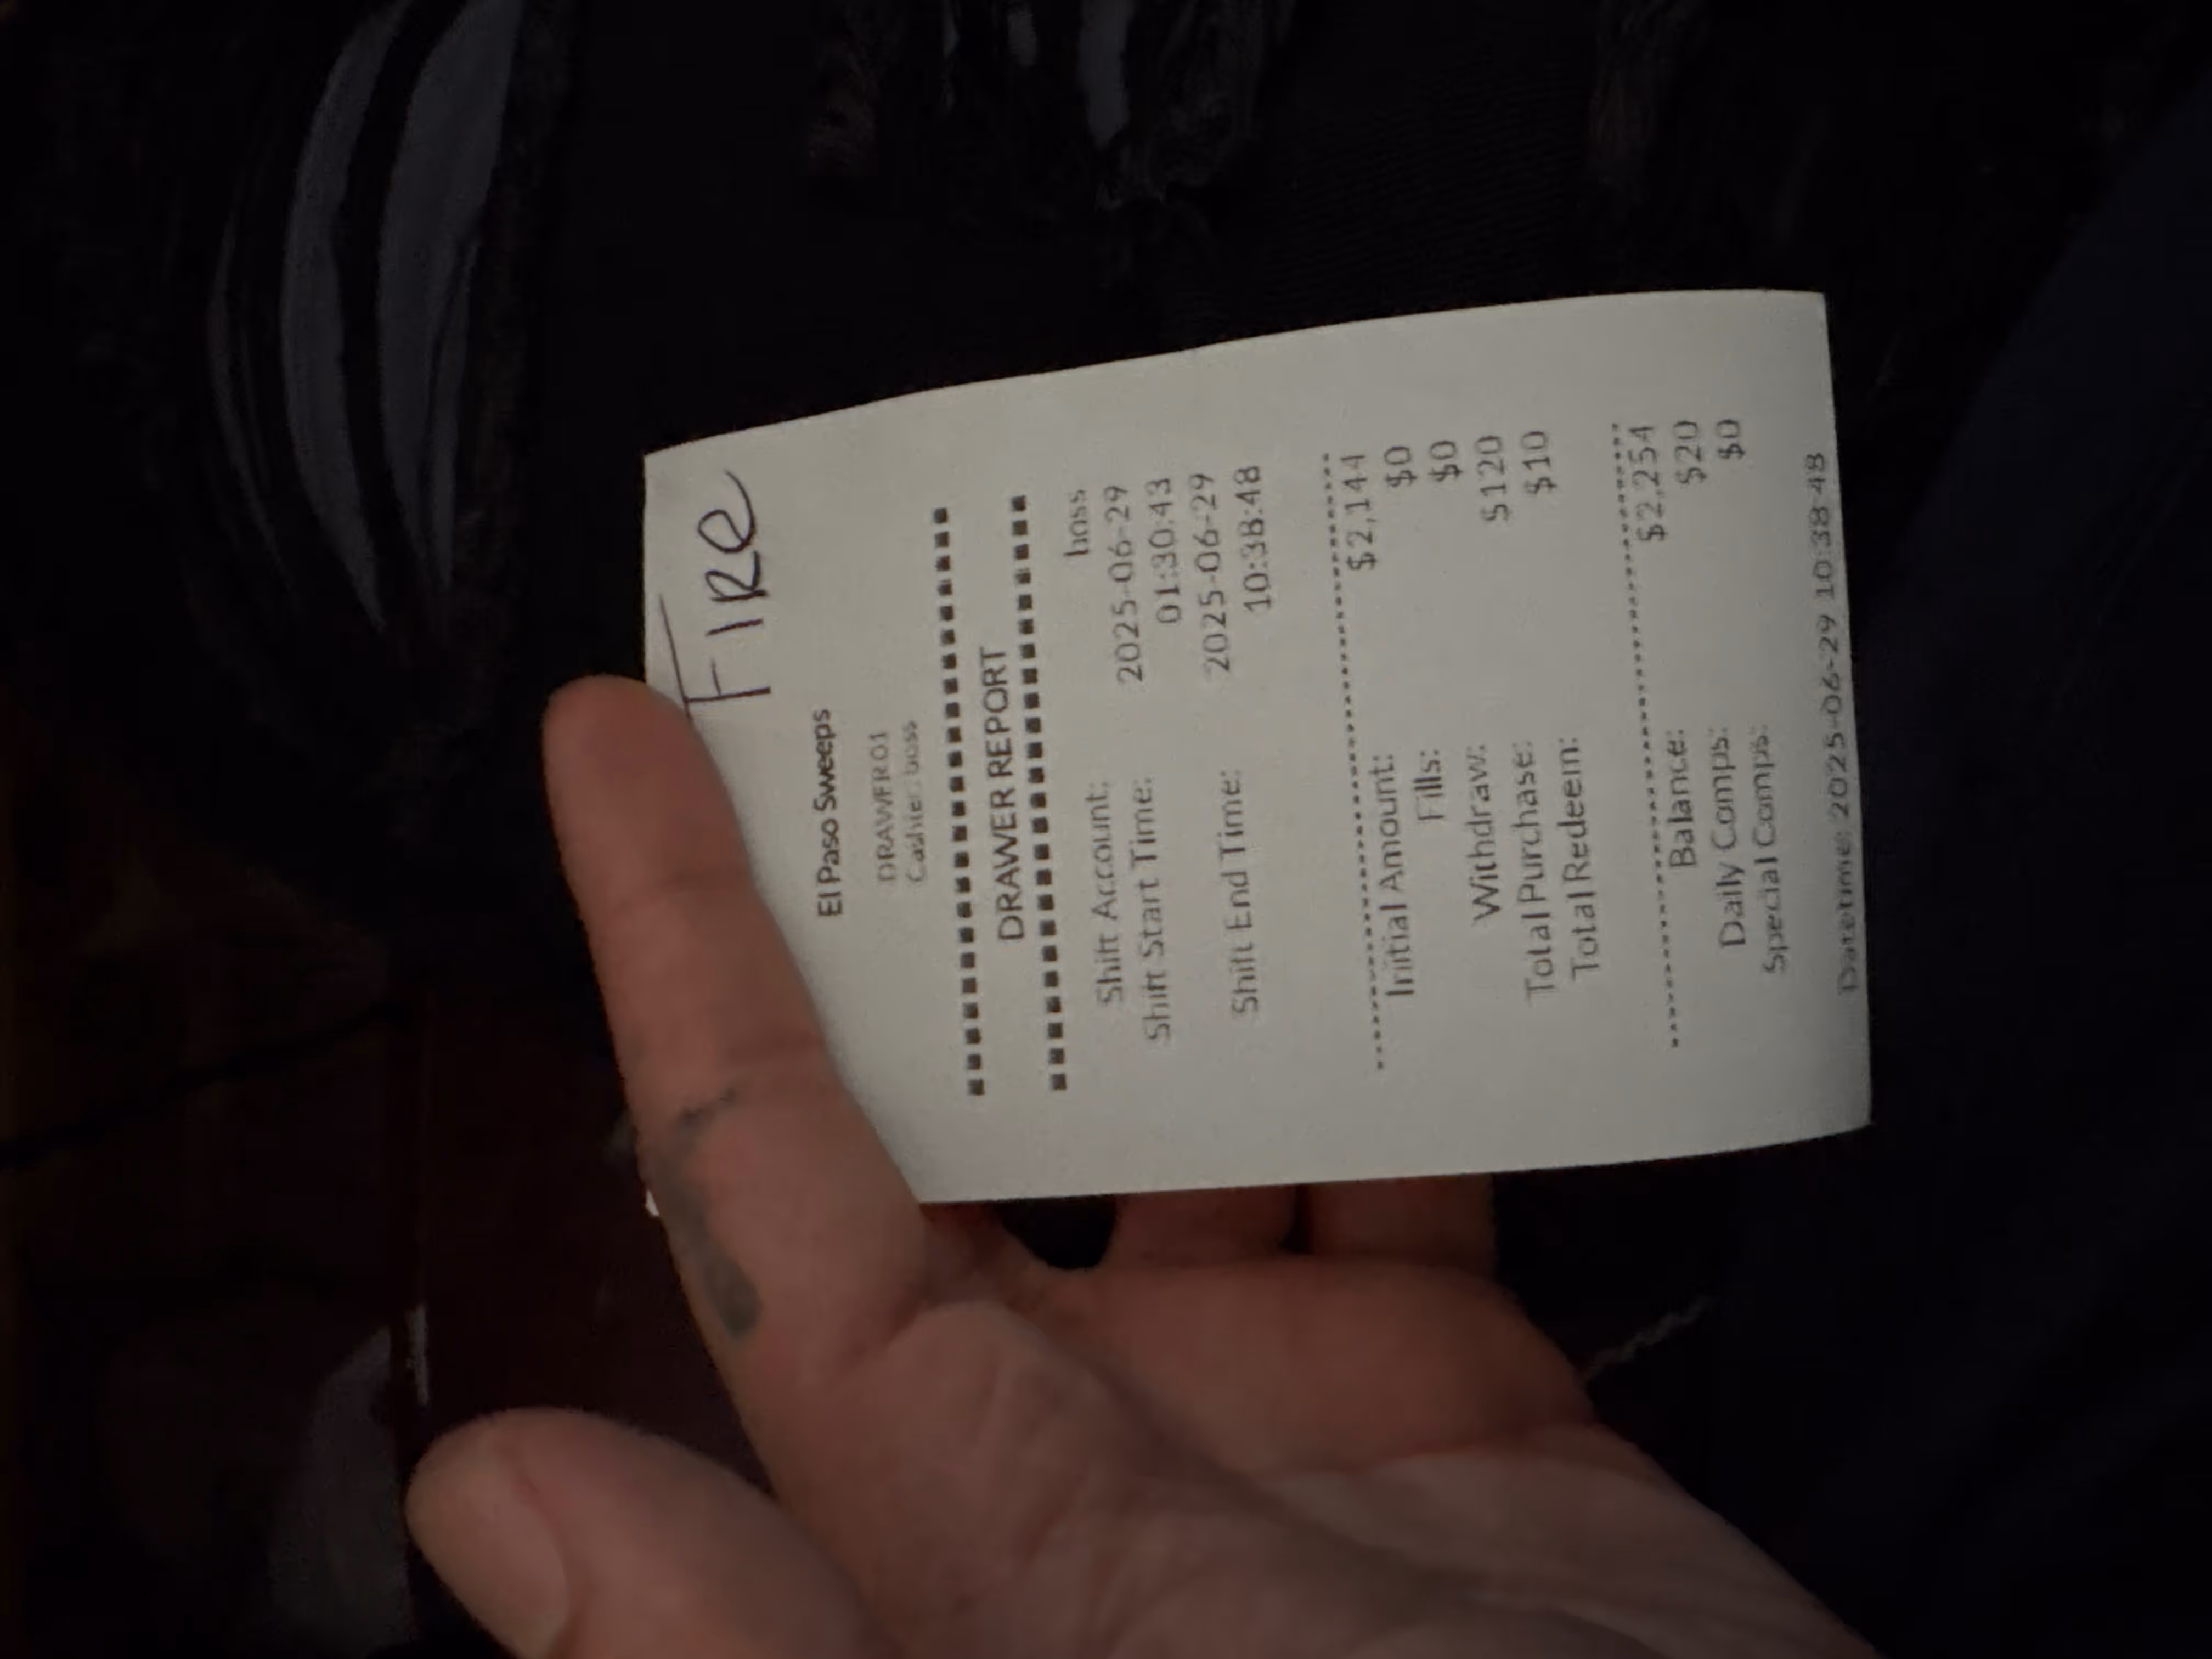 FIRe
El Paso Sweeps
DRAWER01
Cashier: boss
DRAWER REPORT
Shift Account: boss
Shift Start Time: 2025-06-29
01:30:43
Shift End Time: 2025-06-29
10:38:48
Initial Amount: $2,144
Fills: $0
Withdraw: $0
Total Purchase: $120
Total Redeem: $10
Balance: $2,254
Daily Comps: $20
Special Comps: $0
Datetime: 2025-06-29 10:38:48